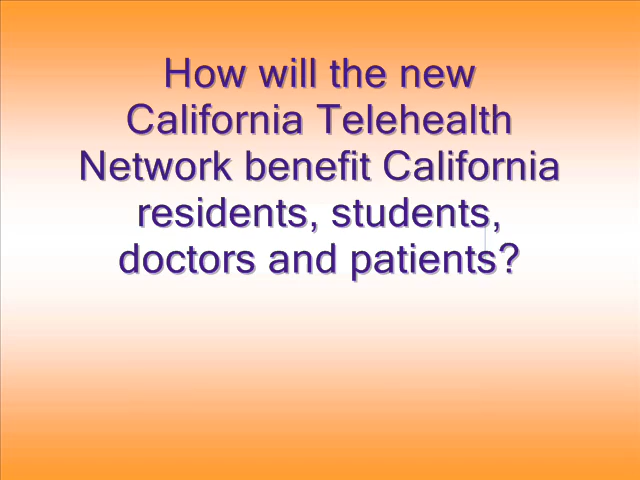 How will the new
California Telehealth
Network benefit California
residents, students,
doctors and patients?